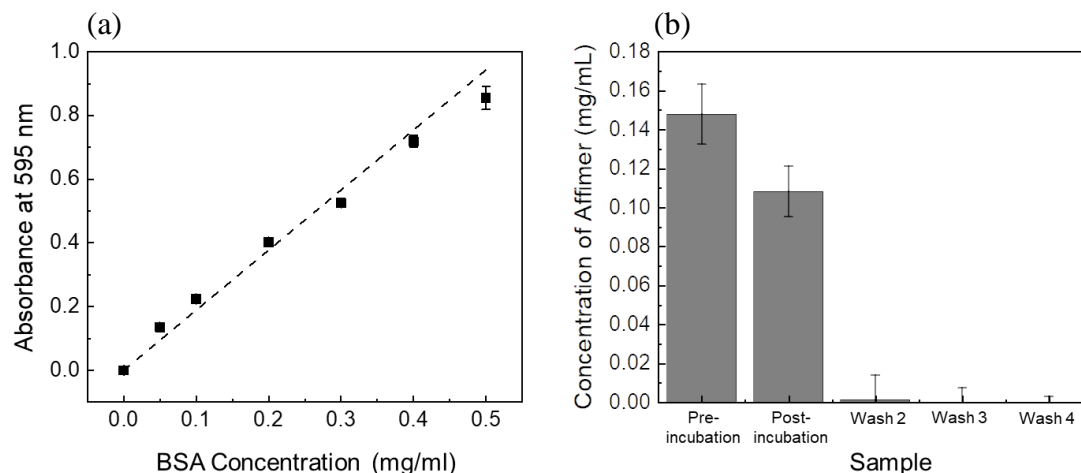 (a)
1.0
0.8
0.6
0.4
0.2
0.0
Absorbance at 595 nm
0.0 0.1 0.2 0.3 0.4 0.5
BSA Concentration (mg/ml)
(b)
0.18
0.16
0.14
0.12
0.10
0.08
0.06
0.04
0.02
0.00
Concentration of Affimer (mg/mL)
Pre- Post- Wash 2 Wash 3 Wash 4
incubation incubation
Sample